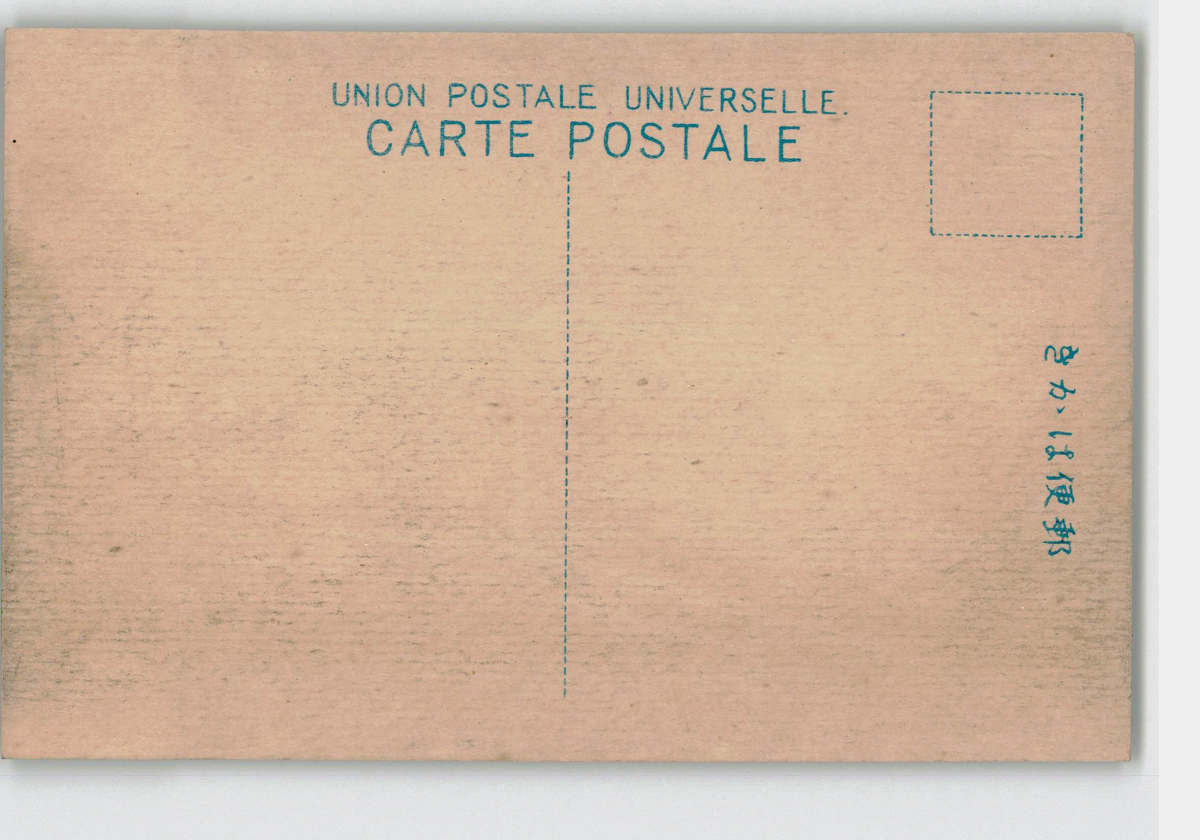 UNION POSTALE UNIVERSELLE.
CARTE POSTALE
郵便はかき